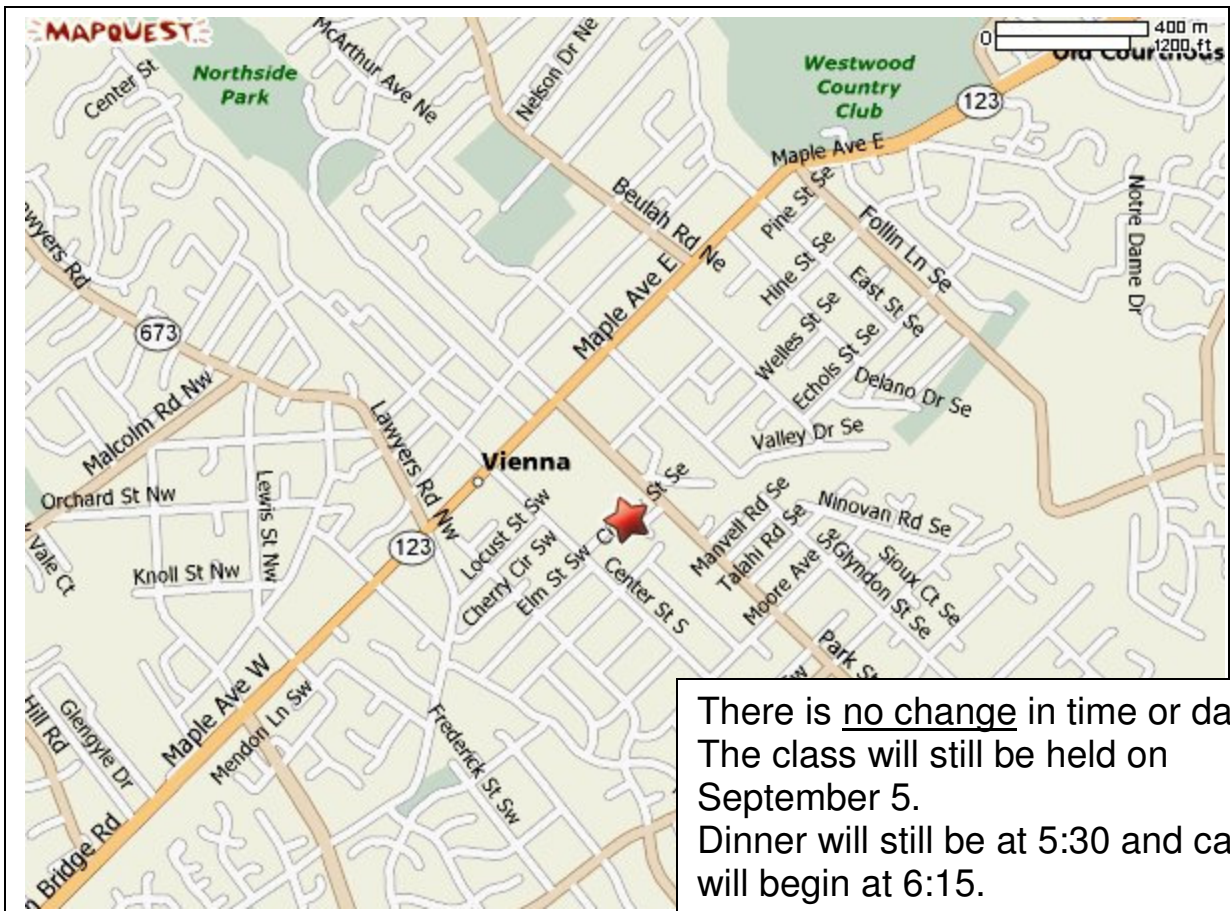 MAPQUEST
0
400 m
1200 ft
Old Courthous
Center St
Northside
Park
McArthur Ave Ne
Nelson Dr Ne
Westwood
Country
Club
123
Maple Ave E
Notre Dame Dr
wyers Rd
Beulah Rd Ne
Pine St Se
Follin Ln Se
Hine St Se
East St Se
673
Maple Ave E
Welles St Se
Echols St Se
Delano Dr Se
Malcolm Rd Nw
Lawyers Rd Nw
Valley Dr Se
Vienna
Orchard St Nw
Lewis St Nw
St Se
Locust St Sw
Manvell Rd Se
Ninovan Rd Se
Vale Ct
123
Cherry Cir Sw
Elm St Sw
Talahi Rd Se
Knoll St Nw
Center St S
Moore Ave Se
Glyndon St Se
Sioux Ct Se
Park St
Maple Ave W
Sw
Hill Rd
Glengyle Dr
Mendon Ln Sw
Frederick St Sw
Bridge Rd
There is no change in time or da
The class will still be held on
September 5.
Dinner will still be at 5:30 and ca
will begin at 6:15.